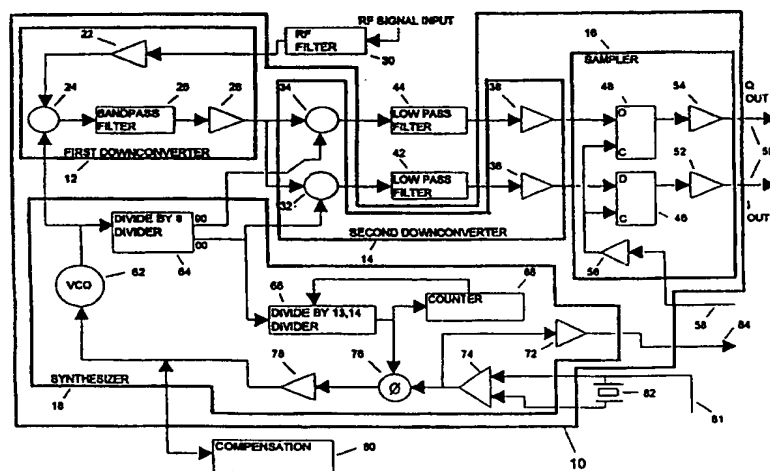 RF SIGNAL INPUT
22
RF
FILTER
30
16
SAMPLER
24
26
28
BANDPASS
FILTER
34
44
LOW PASS
FILTER
38
48
54
Q
OUT
D
C
50
FIRST DOWNCONVERTER
12
42
LOW PASS
FILTER
36
D
C
52
I
OUT
32
46
DIVIDE BY 8
DIVIDER
90
00
SECOND DOWNCONVERTER
14
56
VCO
62
64
66
68
COUNTER
DIVIDE BY 13,14
DIVIDER
58
84
72
78
76
74
Ø
SYNTHESIZER
18
82
81
COMPENSATION
80
10